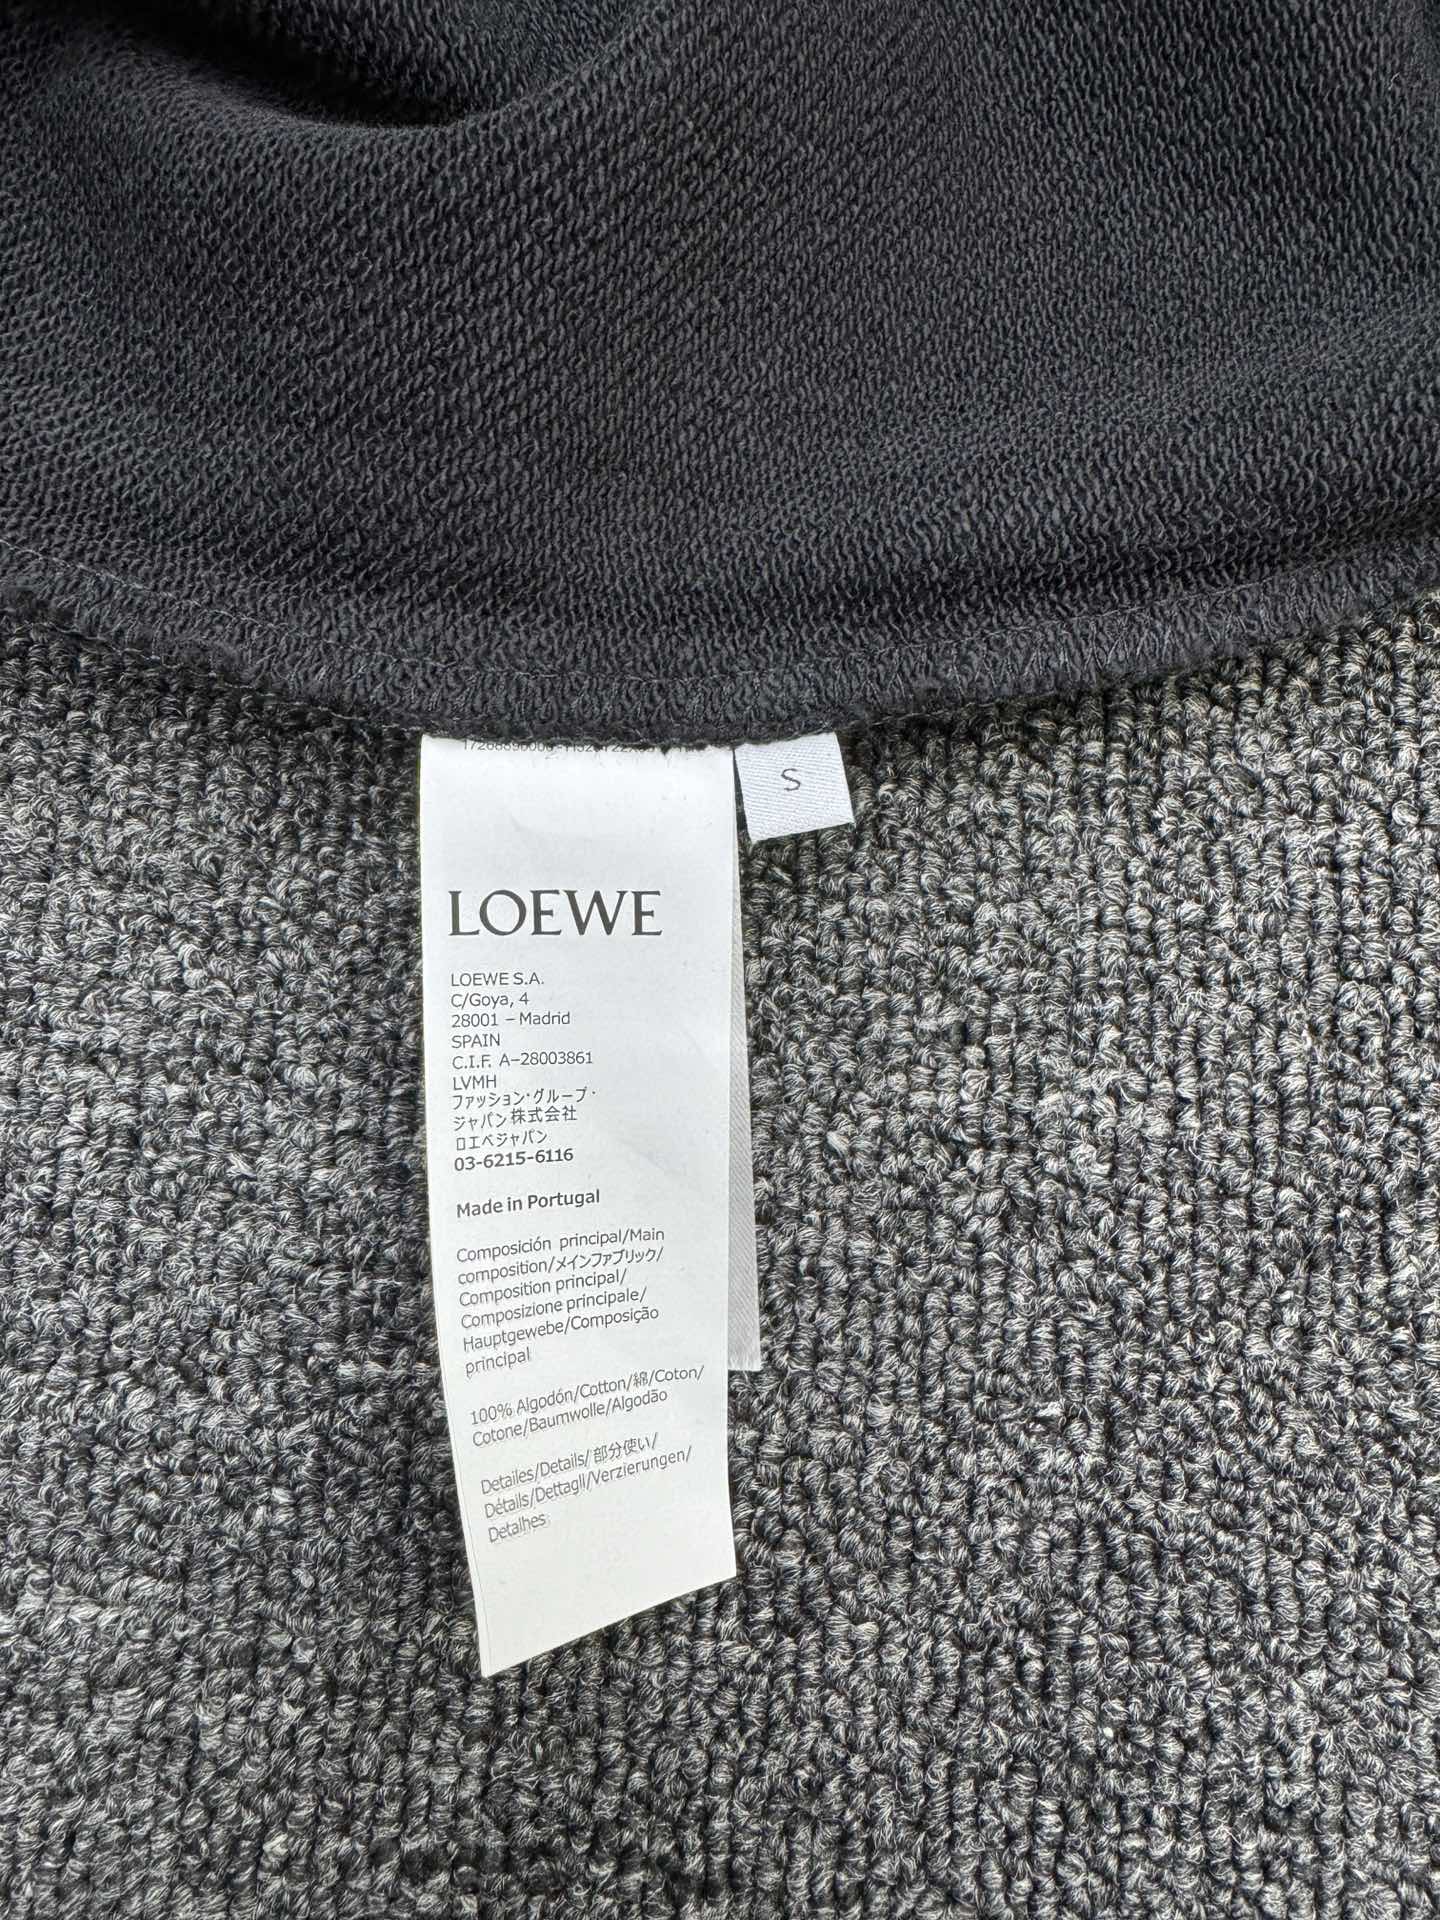 S
LOEWE
LOEWE S.A.
C/Goya, 4
28001 – Madrid
SPAIN
C.I.F. A–28003861
LVMH
ファッション・グループ・
ジャパン株式会社
ロエベジャパン
03-6215-6116
Made in Portugal
Composición principal/Main
composition/メインファブリック/
Composition principal/
Composizione principale/
Hauptgewebe/Composição
principal
100% Algodón/Cotton/綿/Coton/
Cotone/Baumwolle/Algodão
Detailes/Details/部分使い/
Détails/Dettagli/Verzierungen/
Detalhes